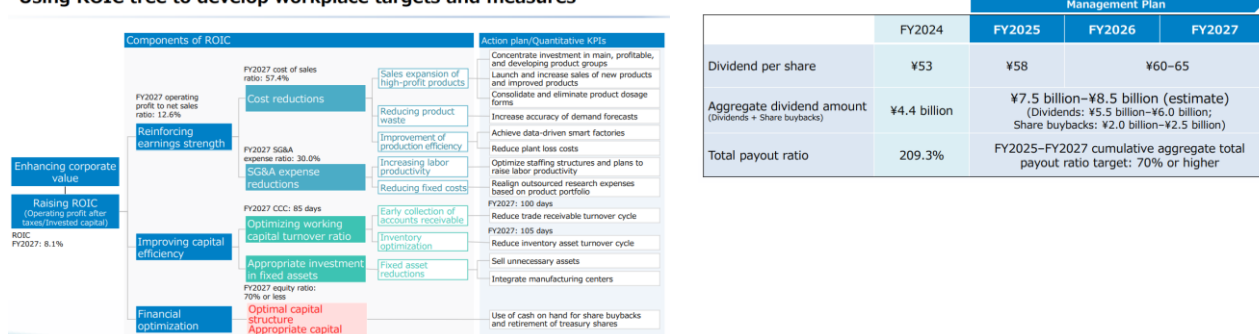 Using ROIC tree to develop workplace targets and measures
Components of ROIC
Action plan/Quantitative KPIs
Enhancing corporate
value
Raising ROIC
(Operating profit after
taxes/Invested capital)
ROIC
FY2027: 8.1%
FY2027 operating
profit to net sales
ratio: 12.6%
Reinforcing
earnings strength
FY2027 cost of sales
ratio: 57.4%
Cost reductions
Sales expansion of
high-profit products
Concentrate investment in main, profitable,
and developing product groups
Launch and increase sales of new products
and improved products
Consolidate and eliminate product dosage
forms
Reducing product
waste
Increase accuracy of demand forecasts
Improvement of
production efficiency
Achieve data-driven smart factories
Reduce plant loss costs
FY2027 SG&A
expense ratio: 30.0%
SG&A expense
reductions
Increasing labor
productivity
Optimize staffing structures and plans to
raise labor productivity
Reducing fixed costs
Realign outsourced research expenses
based on product portfolio
Improving capital
efficiency
FY2027 CCC: 85 days
Optimizing working
capital turnover ratio
Early collection of
accounts receivable
FY2027: 100 days
Reduce trade receivable turnover cycle
Inventory
optimization
FY2027: 105 days
Reduce inventory asset turnover cycle
Appropriate investment
in fixed assets
Fixed asset
reductions
Sell unnecessary assets
Integrate manufacturing centers
Financial
optimization
FY2027 equity ratio:
70% or less
Optimal capital
structure
Appropriate capital
Use of cash on hand for share buybacks
and retirement of treasury shares
Management Plan
FY2024 FY2025 FY2026 FY2027
Dividend per share ¥53 ¥58 ¥60–65
Aggregate dividend amount
(Dividends + Share buybacks)
¥4.4 billion
¥7.5 billion–¥8.5 billion (estimate)
(Dividends: ¥5.5 billion–¥6.0 billion;
Share buybacks: ¥2.0 billion–¥2.5 billion)
Total payout ratio 209.3%
FY2025–FY2027 cumulative aggregate total
payout ratio target: 70% or higher